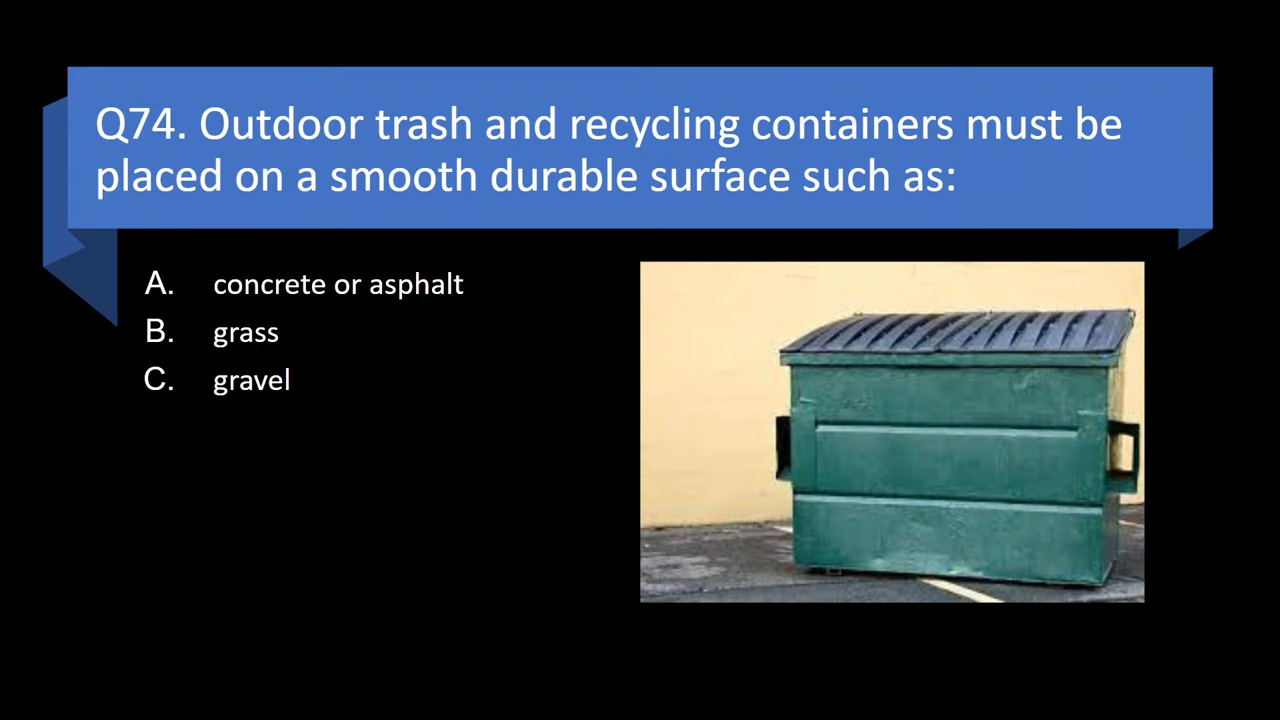 Q74. Outdoor trash and recycling containers must be
placed on a smooth durable surface such as:
A. concrete or asphalt
B. grass
C. gravel